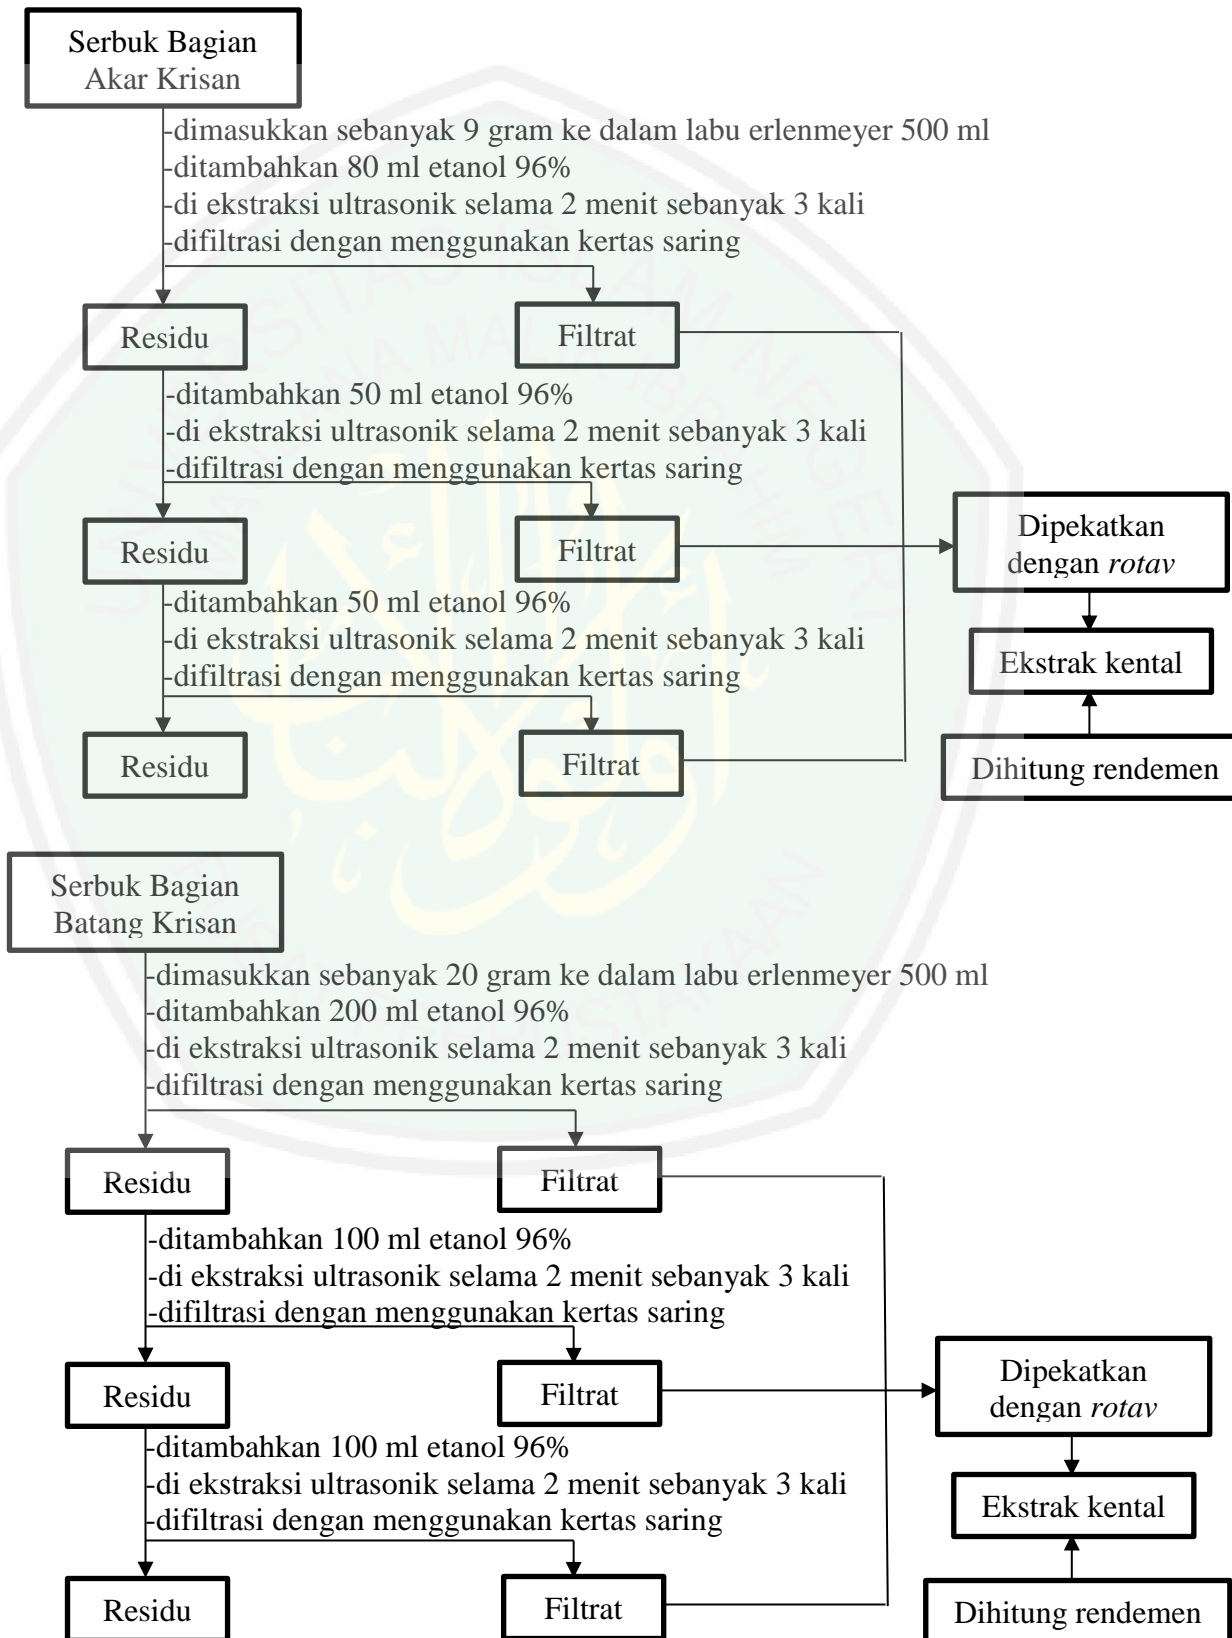 Serbuk Bagian
Akar Krisan
-dimasukkan sebanyak 9 gram ke dalam labu erlenmeyer 500 ml
-ditambahkan 80 ml etanol 96%
-di ekstraksi ultrasonik selama 2 menit sebanyak 3 kali
-difiltrasi dengan menggunakan kertas saring
Residu
Filtrat
-ditambahkan 50 ml etanol 96%
-di ekstraksi ultrasonik selama 2 menit sebanyak 3 kali
-difiltrasi dengan menggunakan kertas saring
Residu
Filtrat
Dipekatkan
dengan rotav
-ditambahkan 50 ml etanol 96%
-di ekstraksi ultrasonik selama 2 menit sebanyak 3 kali
-difiltrasi dengan menggunakan kertas saring
Ekstrak kental
Residu
Filtrat
Dihitung rendemen
Serbuk Bagian
Batang Krisan
-dimasukkan sebanyak 20 gram ke dalam labu erlenmeyer 500 ml
-ditambahkan 200 ml etanol 96%
-di ekstraksi ultrasonik selama 2 menit sebanyak 3 kali
-difiltrasi dengan menggunakan kertas saring
Residu
Filtrat
-ditambahkan 100 ml etanol 96%
-di ekstraksi ultrasonik selama 2 menit sebanyak 3 kali
-difiltrasi dengan menggunakan kertas saring
Residu
Filtrat
Dipekatkan
dengan rotav
-ditambahkan 100 ml etanol 96%
-di ekstraksi ultrasonik selama 2 menit sebanyak 3 kali
-difiltrasi dengan menggunakan kertas saring
Ekstrak kental
Residu
Filtrat
Dihitung rendemen
UNIVERSITAS ISLAM NEGERI
MAULANA MALIK IBRAHIM
PUSAT PERPUSTAKAAN